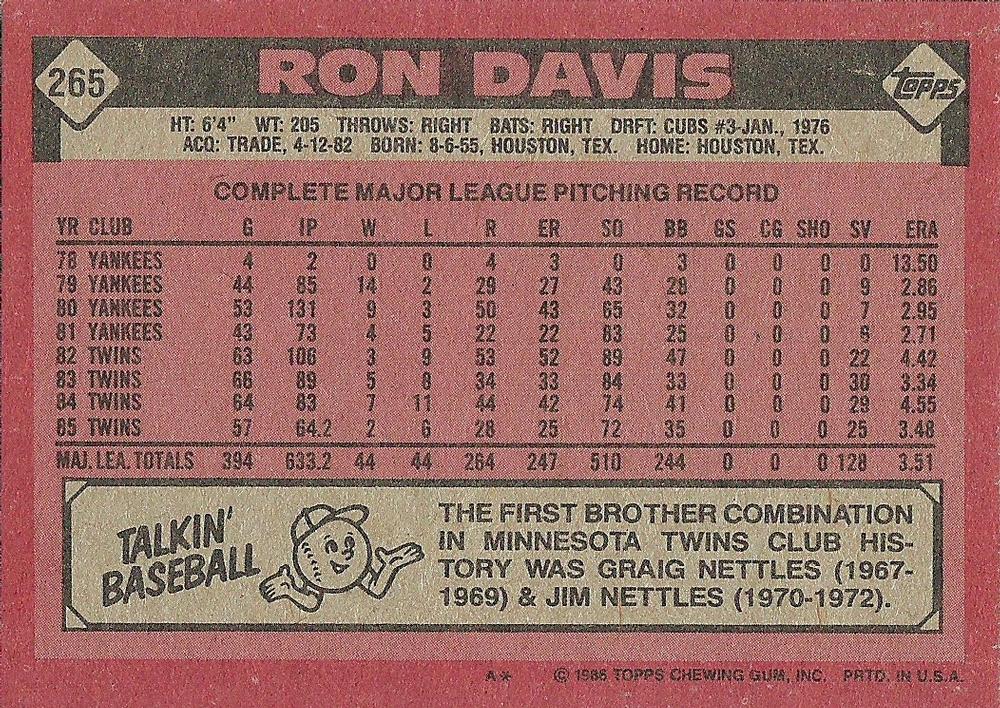 265 RON DAVIS TOPPS
HT: 6'4" WT: 205 THROWS: RIGHT BATS: RIGHT DRFT: CUBS #3-JAN., 1976
ACQ: TRADE, 4-12-82 BORN: 8-6-55, HOUSTON, TEX. HOME: HOUSTON, TEX.
COMPLETE MAJOR LEAGUE PITCHING RECORD
YR CLUB G IP W L R ER SO BB GS CG SHO SV ERA
78 YANKEES 4 2 0 0 4 3 0 3 0 0 0 0 13.50
79 YANKEES 44 85 14 2 29 27 43 28 0 0 0 9 2.86
80 YANKEES 53 131 9 3 50 43 65 32 0 0 0 7 2.95
81 YANKEES 43 73 4 5 22 22 83 25 0 0 0 6 2.71
82 TWINS 63 106 3 9 53 52 89 47 0 0 0 22 4.42
83 TWINS 66 89 5 8 34 33 84 33 0 0 0 30 3.34
84 TWINS 64 83 7 11 44 42 74 41 0 0 0 29 4.55
85 TWINS 57 64.2 2 6 28 25 72 35 0 0 0 25 3.48
MAJ. LEA. TOTALS 394 633.2 44 44 264 247 510 244 0 0 0 128 3.51
TALKIN' BASEBALL
THE FIRST BROTHER COMBINATION
IN MINNESOTA TWINS CLUB HIS-
TORY WAS GRAIG NETTLES (1967-
1969) & JIM NETTLES (1970-1972).
A* © 1986 TOPPS CHEWING GUM, INC. PRTD. IN U.S.A.